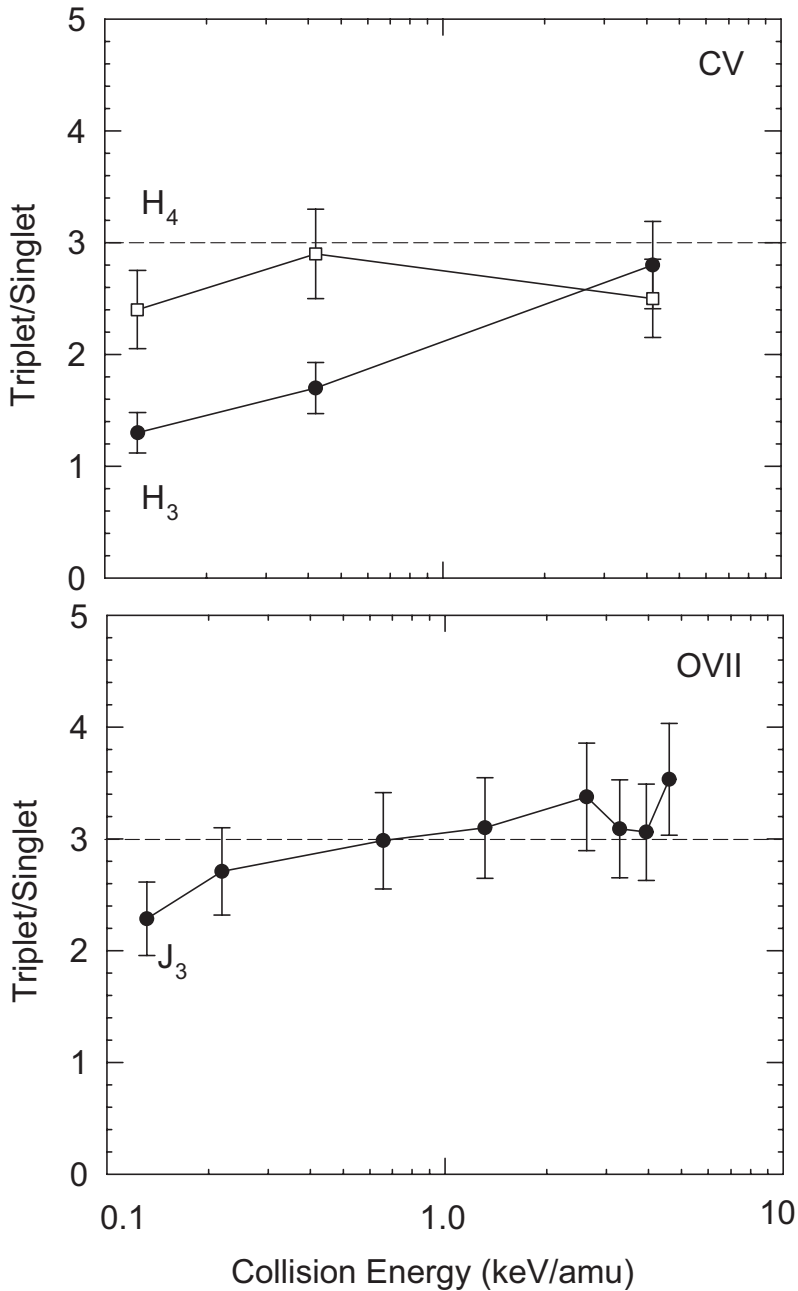 5
CV
4
H₄
3
Triplet/Singlet
2
1
H₃
0
5
OVII
4
3
Triplet/Singlet
2
J₃
1
0
0.1 1.0 10
Collision Energy (keV/amu)